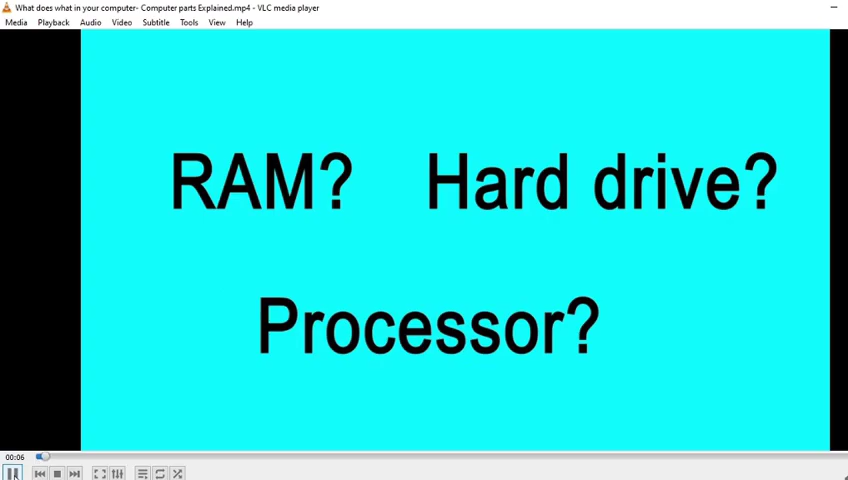 What does what in your computer- Computer parts Explained.mp4 - VLC media player
Media Playback Audio Video Subtitle Tools View Help
RAM? Hard drive?
Processor?
00:06